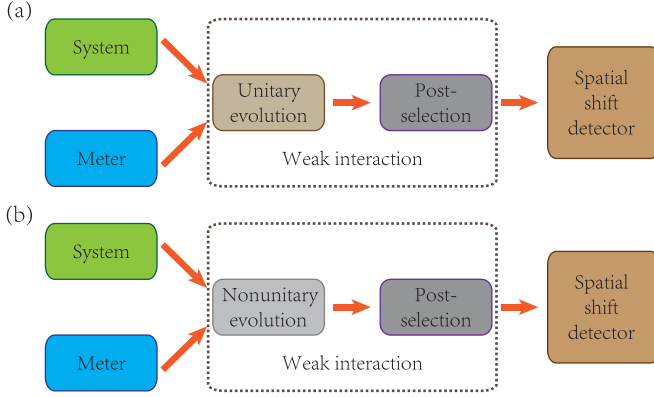 (a)
System
Meter
Unitary
evolution
Post-
selection
Weak interaction
Spatial
shift
detector
(b)
System
Meter
Nonunitary
evolution
Post-
selection
Weak interaction
Spatial
shift
detector